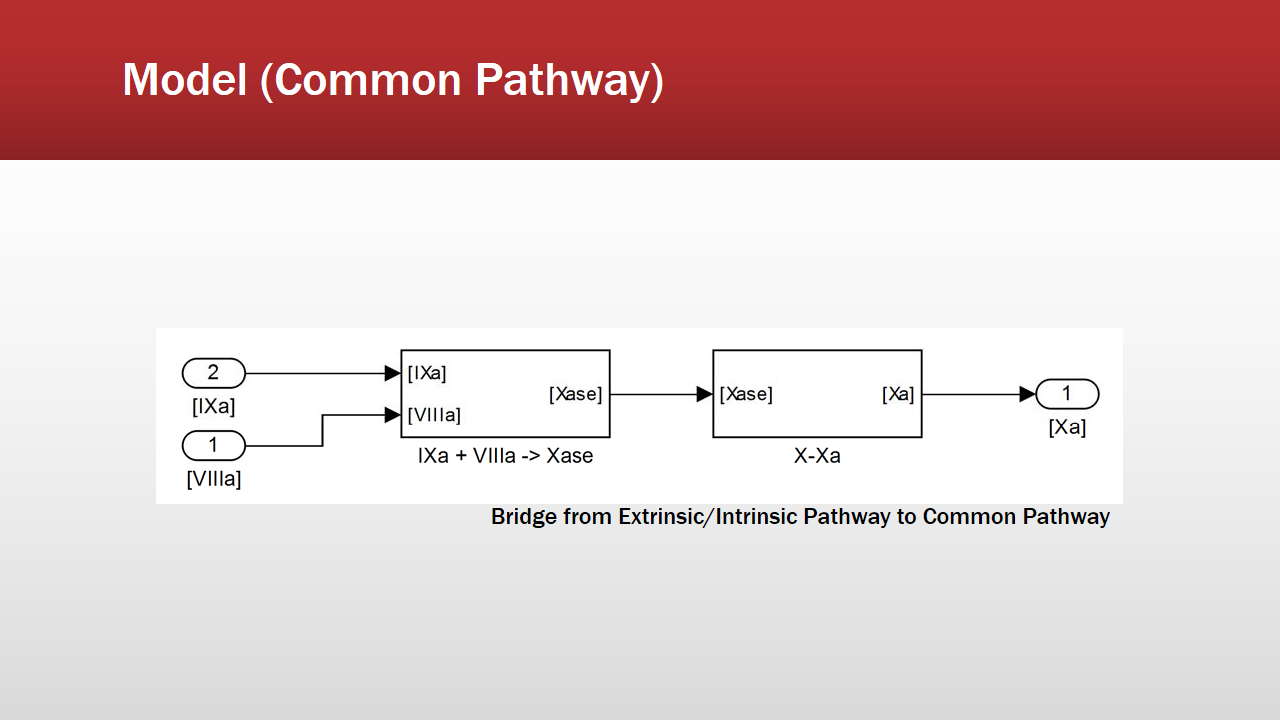 Model (Common Pathway)
2
[IXa]
1
[VIIIa]
[IXa]
[VIIIa]
[Xase]
IXa + VIIIa -> Xase
[Xase]
[Xa]
X-Xa
1
[Xa]
Bridge from Extrinsic/Intrinsic Pathway to Common Pathway